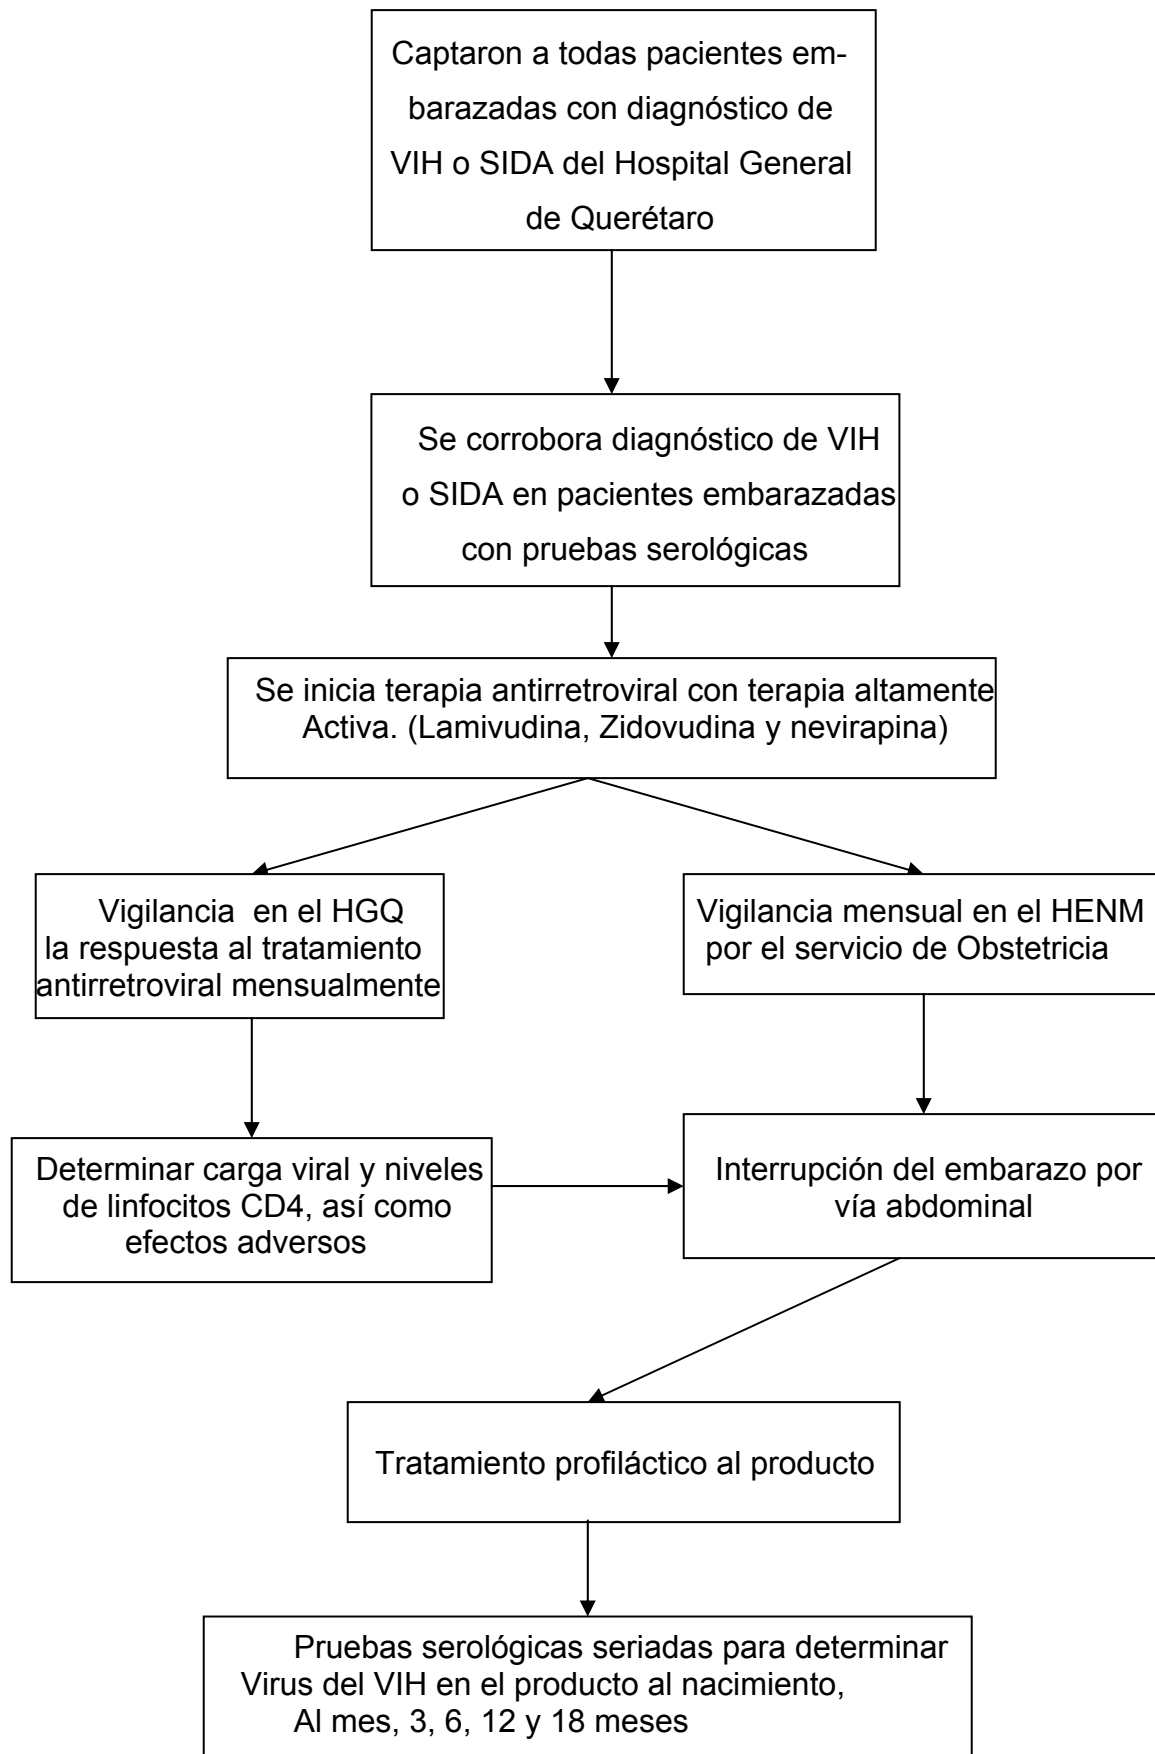 Captaron a todas pacientes em-
barazadas con diagnóstico de
VIH o SIDA del Hospital General
de Querétaro
Se corrobora diagnóstico de VIH
o SIDA en pacientes embarazadas
con pruebas serológicas
Se inicia terapia antirretroviral con terapia altamente
Activa. (Lamivudina, Zidovudina y nevirapina)
Vigilancia en el HGQ
la respuesta al tratamiento
antirretroviral mensualmente
Vigilancia mensual en el HENM
por el servicio de Obstetricia
Determinar carga viral y niveles
de linfocitos CD4, así como
efectos adversos
Interrupción del embarazo por
vía abdominal
Tratamiento profiláctico al producto
Pruebas serológicas seriadas para determinar
Virus del VIH en el producto al nacimiento,
Al mes, 3, 6, 12 y 18 meses